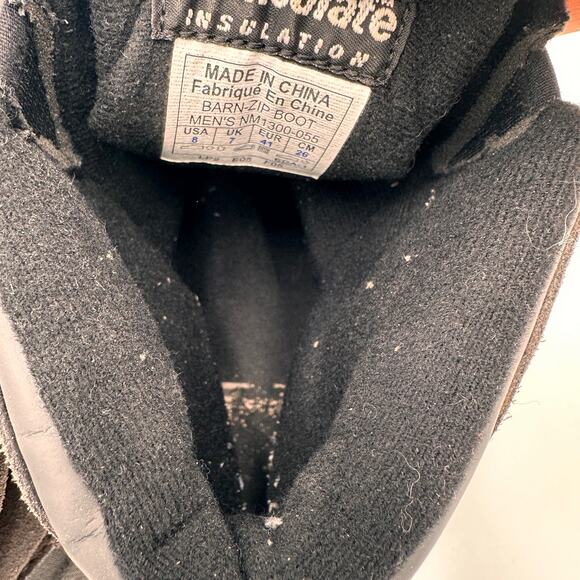 INSULATION
MADE IN CHINA
Fabriqué En Chine
BARN-ZIP BOOT
MEN'S NM1300-055
USA UK EUR CM
8 7 41 26